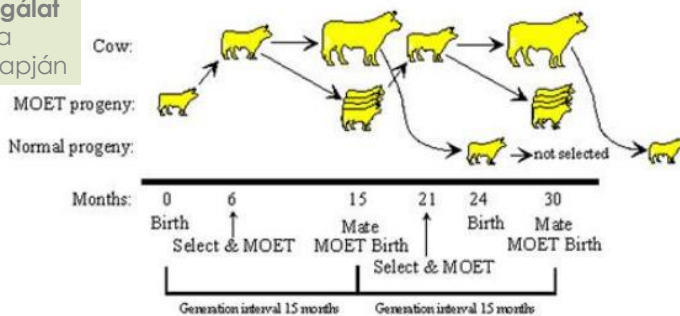 gálat
a
apján
Cow:
MOET progeny:
Normal progeny:
not selected
Months: 0 6 15 21 24 30
Birth Mate Birth Mate
Select & MOET MOET Birth MOET Birth
Select & MOET
Generation interval 15 months Generation interval 15 months